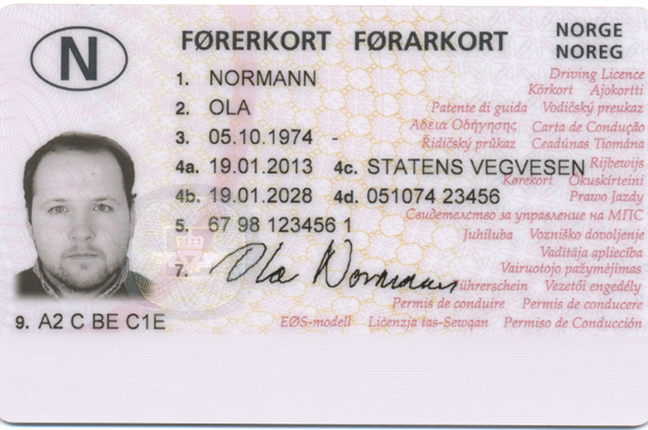 N
FØRERKORT FØRARKORT
NORGE
NOREG
1. NORMANN
2. OLA
3. 05.10.1974 -
4a. 19.01.2013 4c. STATENS VEGVESEN
4b. 19.01.2028 4d. 051074 23456
5. 67 98 123456 1
7. Ola Normann
9. A2 C BE C1E
Driving Licence
Körkort Ajokortti
Patente di guida Vodičský preukaz
Άδεια Οδήγησης Carta de Condução
Řidičský průkaz Ceadúnas Tiomána
Rijbewijs
Kørekort Okuskírteini
Prawo Jazdy
Свидетелство за управление на МПС
Juhiluba Vozniško dovoljenje
Vadītāja apliecība
Vairuotojo pažymėjimas
Führerschein Vezetői engedély
Permis de conduire Permis de conducere
EØS-modell Liċenzja tas-Sewqan Permiso de Conducción